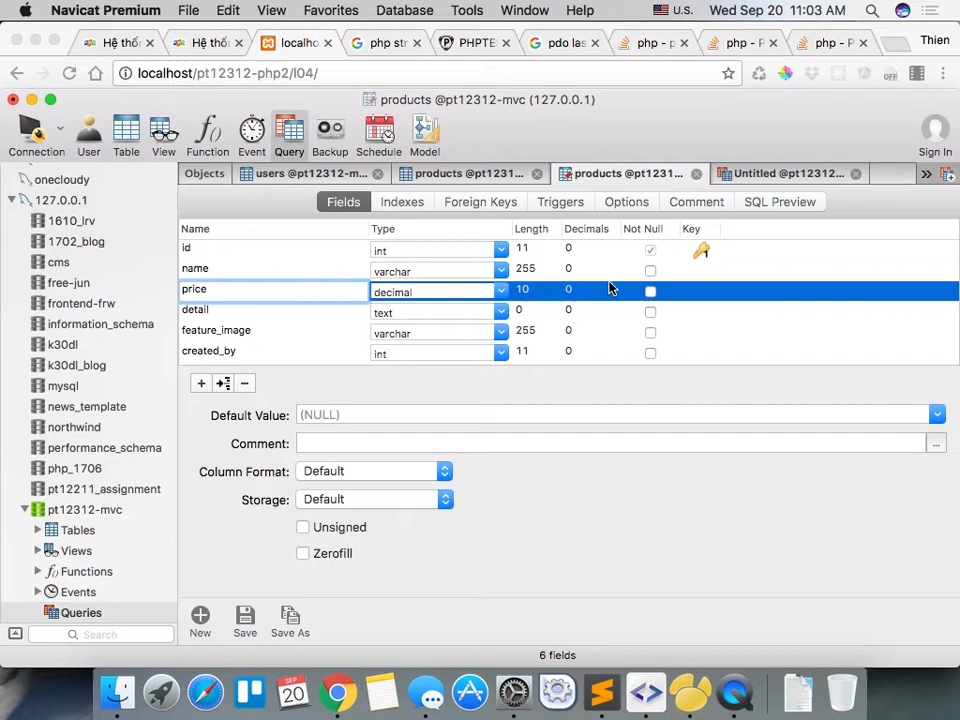 Navicat Premium File Edit View Favorites Database Tools Window Help U.S. Wed Sep 20 11:03 AM
Hệ thố Hệ thố localho php str PHPTE pdo las php - p php - P php - P Thien
localhost/pt12312-php2/l04/
products @pt12312-mvc (127.0.0.1)
Connection User Table View Function Event Query Backup Schedule Model Sign In
Objects users @pt12312-m... products @pt1231... products @pt1231... Untitled @pt12312...
onecloudy
127.0.0.1
1610_lrv
1702_blog
cms
free-jun
frontend-frw
information_schema
k30dl
k30dl_blog
mysql
news_template
northwind
performance_schema
php_1706
pt12211_assignment
pt12312-mvc
Tables
Views
Functions
Events
Queries
Search
Fields Indexes Foreign Keys Triggers Options Comment SQL Preview
Name Type Length Decimals Not Null Key
id int 11 0 1
name varchar 255 0
price decimal 10 0
detail text 0 0
feature_image varchar 255 0
created_by int 11 0
Default Value: (NULL)
Comment: ...
Column Format: Default
Storage: Default
Unsigned
Zerofill
New Save Save As
6 fields
SEP
20